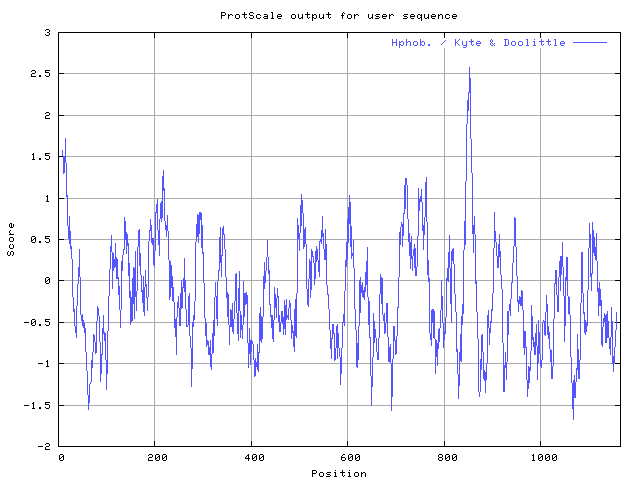 ProtScale output for user sequence
Hphob. / Kyte & Doolittle
3
2.5
2
1.5
1
0.5
0
-0.5
-1
-1.5
-2
Score
0 200 400 600 800 1000
Position